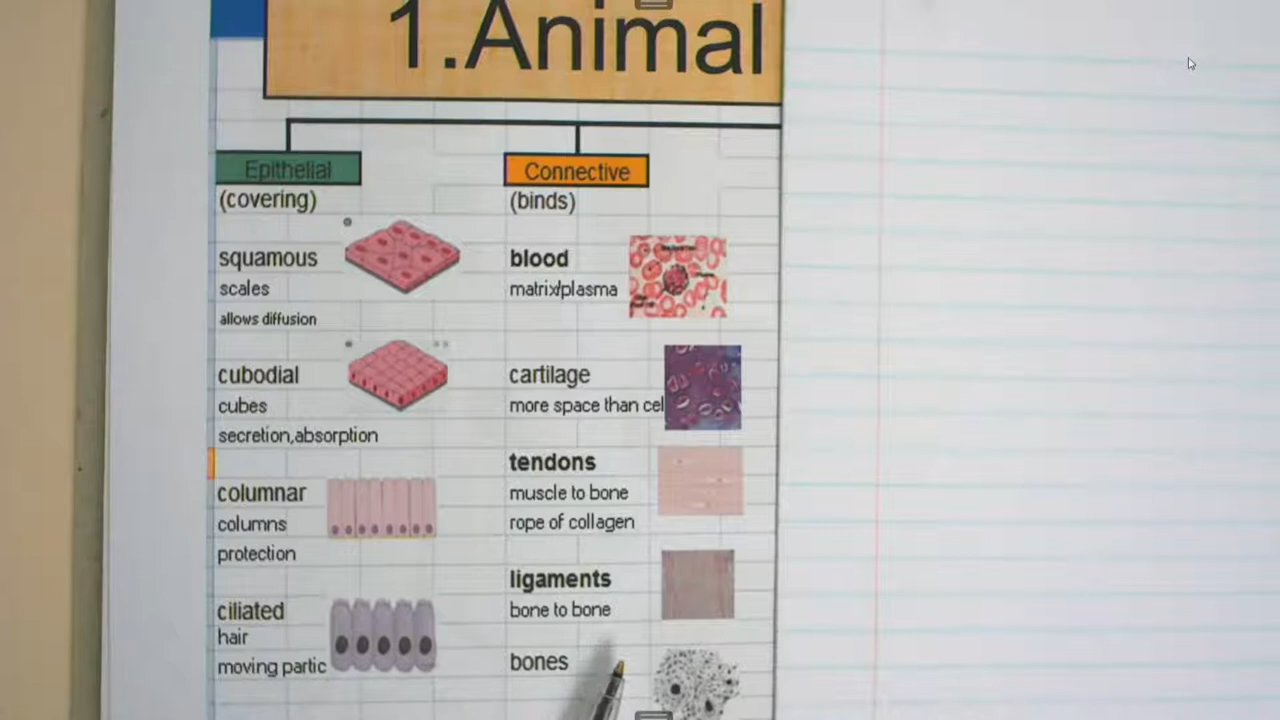 1.Animal
Epithelial
(covering)
squamous
scales
allows diffusion
cubodial
cubes
secretion,absorption
columnar
columns
protection
ciliated
hair
moving partic
Connective
(binds)
blood
matrix/plasma
cartilage
more space than cel
tendons
muscle to bone
rope of collagen
ligaments
bone to bone
bones